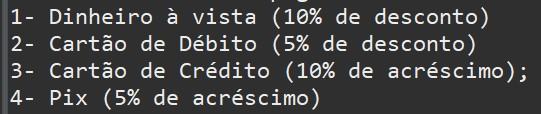 1- Dinheiro à vista (10% de desconto)
2- Cartão de Débito (5% de desconto)
3- Cartão de Crédito (10% de acréscimo);
4- Pix (5% de acréscimo)